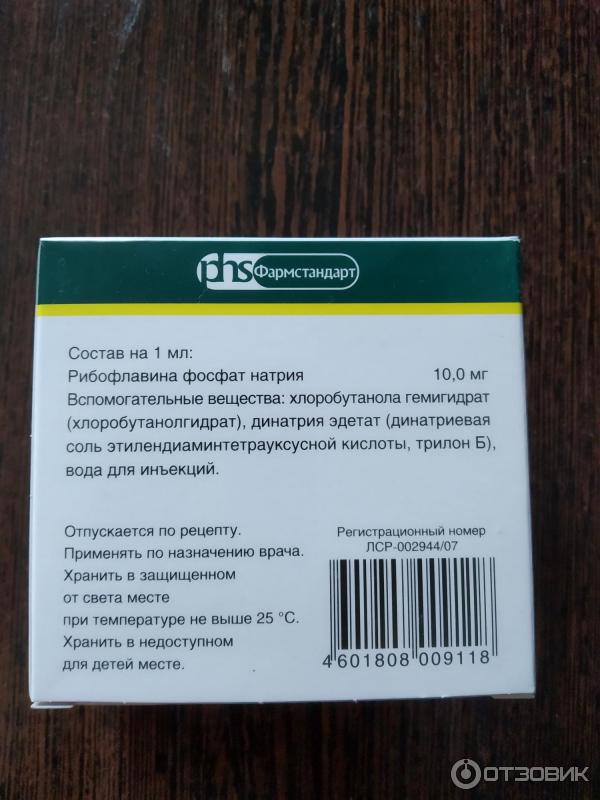 phs Фармстандарт
Состав на 1 мл:
Рибофлавина фосфат натрия 10,0 мг
Вспомогательные вещества: хлоробутанола гемигидрат
(хлоробутанолгидрат), динатрия эдетат (динатриевая
соль этилендиаминтетрауксусной кислоты, трилон Б),
вода для инъекций.
Отпускается по рецепту.
Применять по назначению врача.
Хранить в защищенном
от света месте
при температуре не выше 25 °С.
Хранить в недоступном
для детей месте.
Регистрационный номер
ЛСР-002944/07
4 601808 009118
ОТЗОВИК